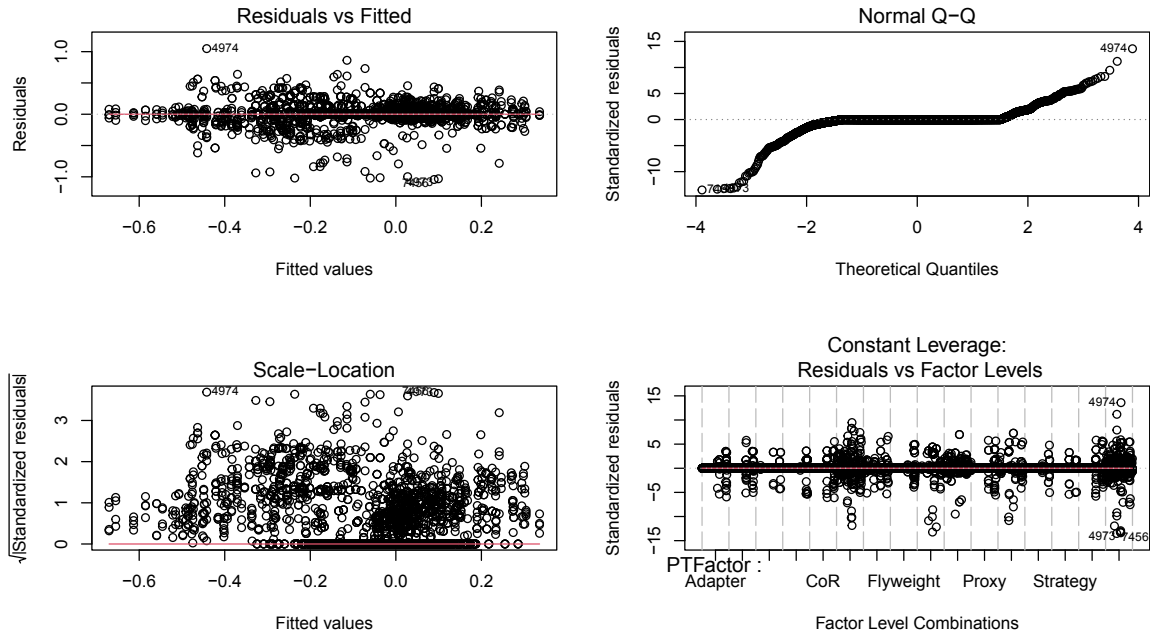 Residuals vs Fitted
Residuals
1.0
0.0
−1.0
4974
−0.6
−0.4
−0.2
0.0
0.2
Fitted values
Normal Q−Q
Standardized residuals
15
5
0
−10
4974
−4
−2
0
2
4
Theoretical Quantiles
Scale−Location
√|Standardized residuals|
3
2
1
0
4974
−0.6
−0.4
−0.2
0.0
0.2
Fitted values
Constant Leverage:
Residuals vs Factor Levels
Standardized residuals
15
5
−5
−15
4974
4973
7456
PTFactor :
Adapter
CoR
Flyweight
Proxy
Strategy
Factor Level Combinations